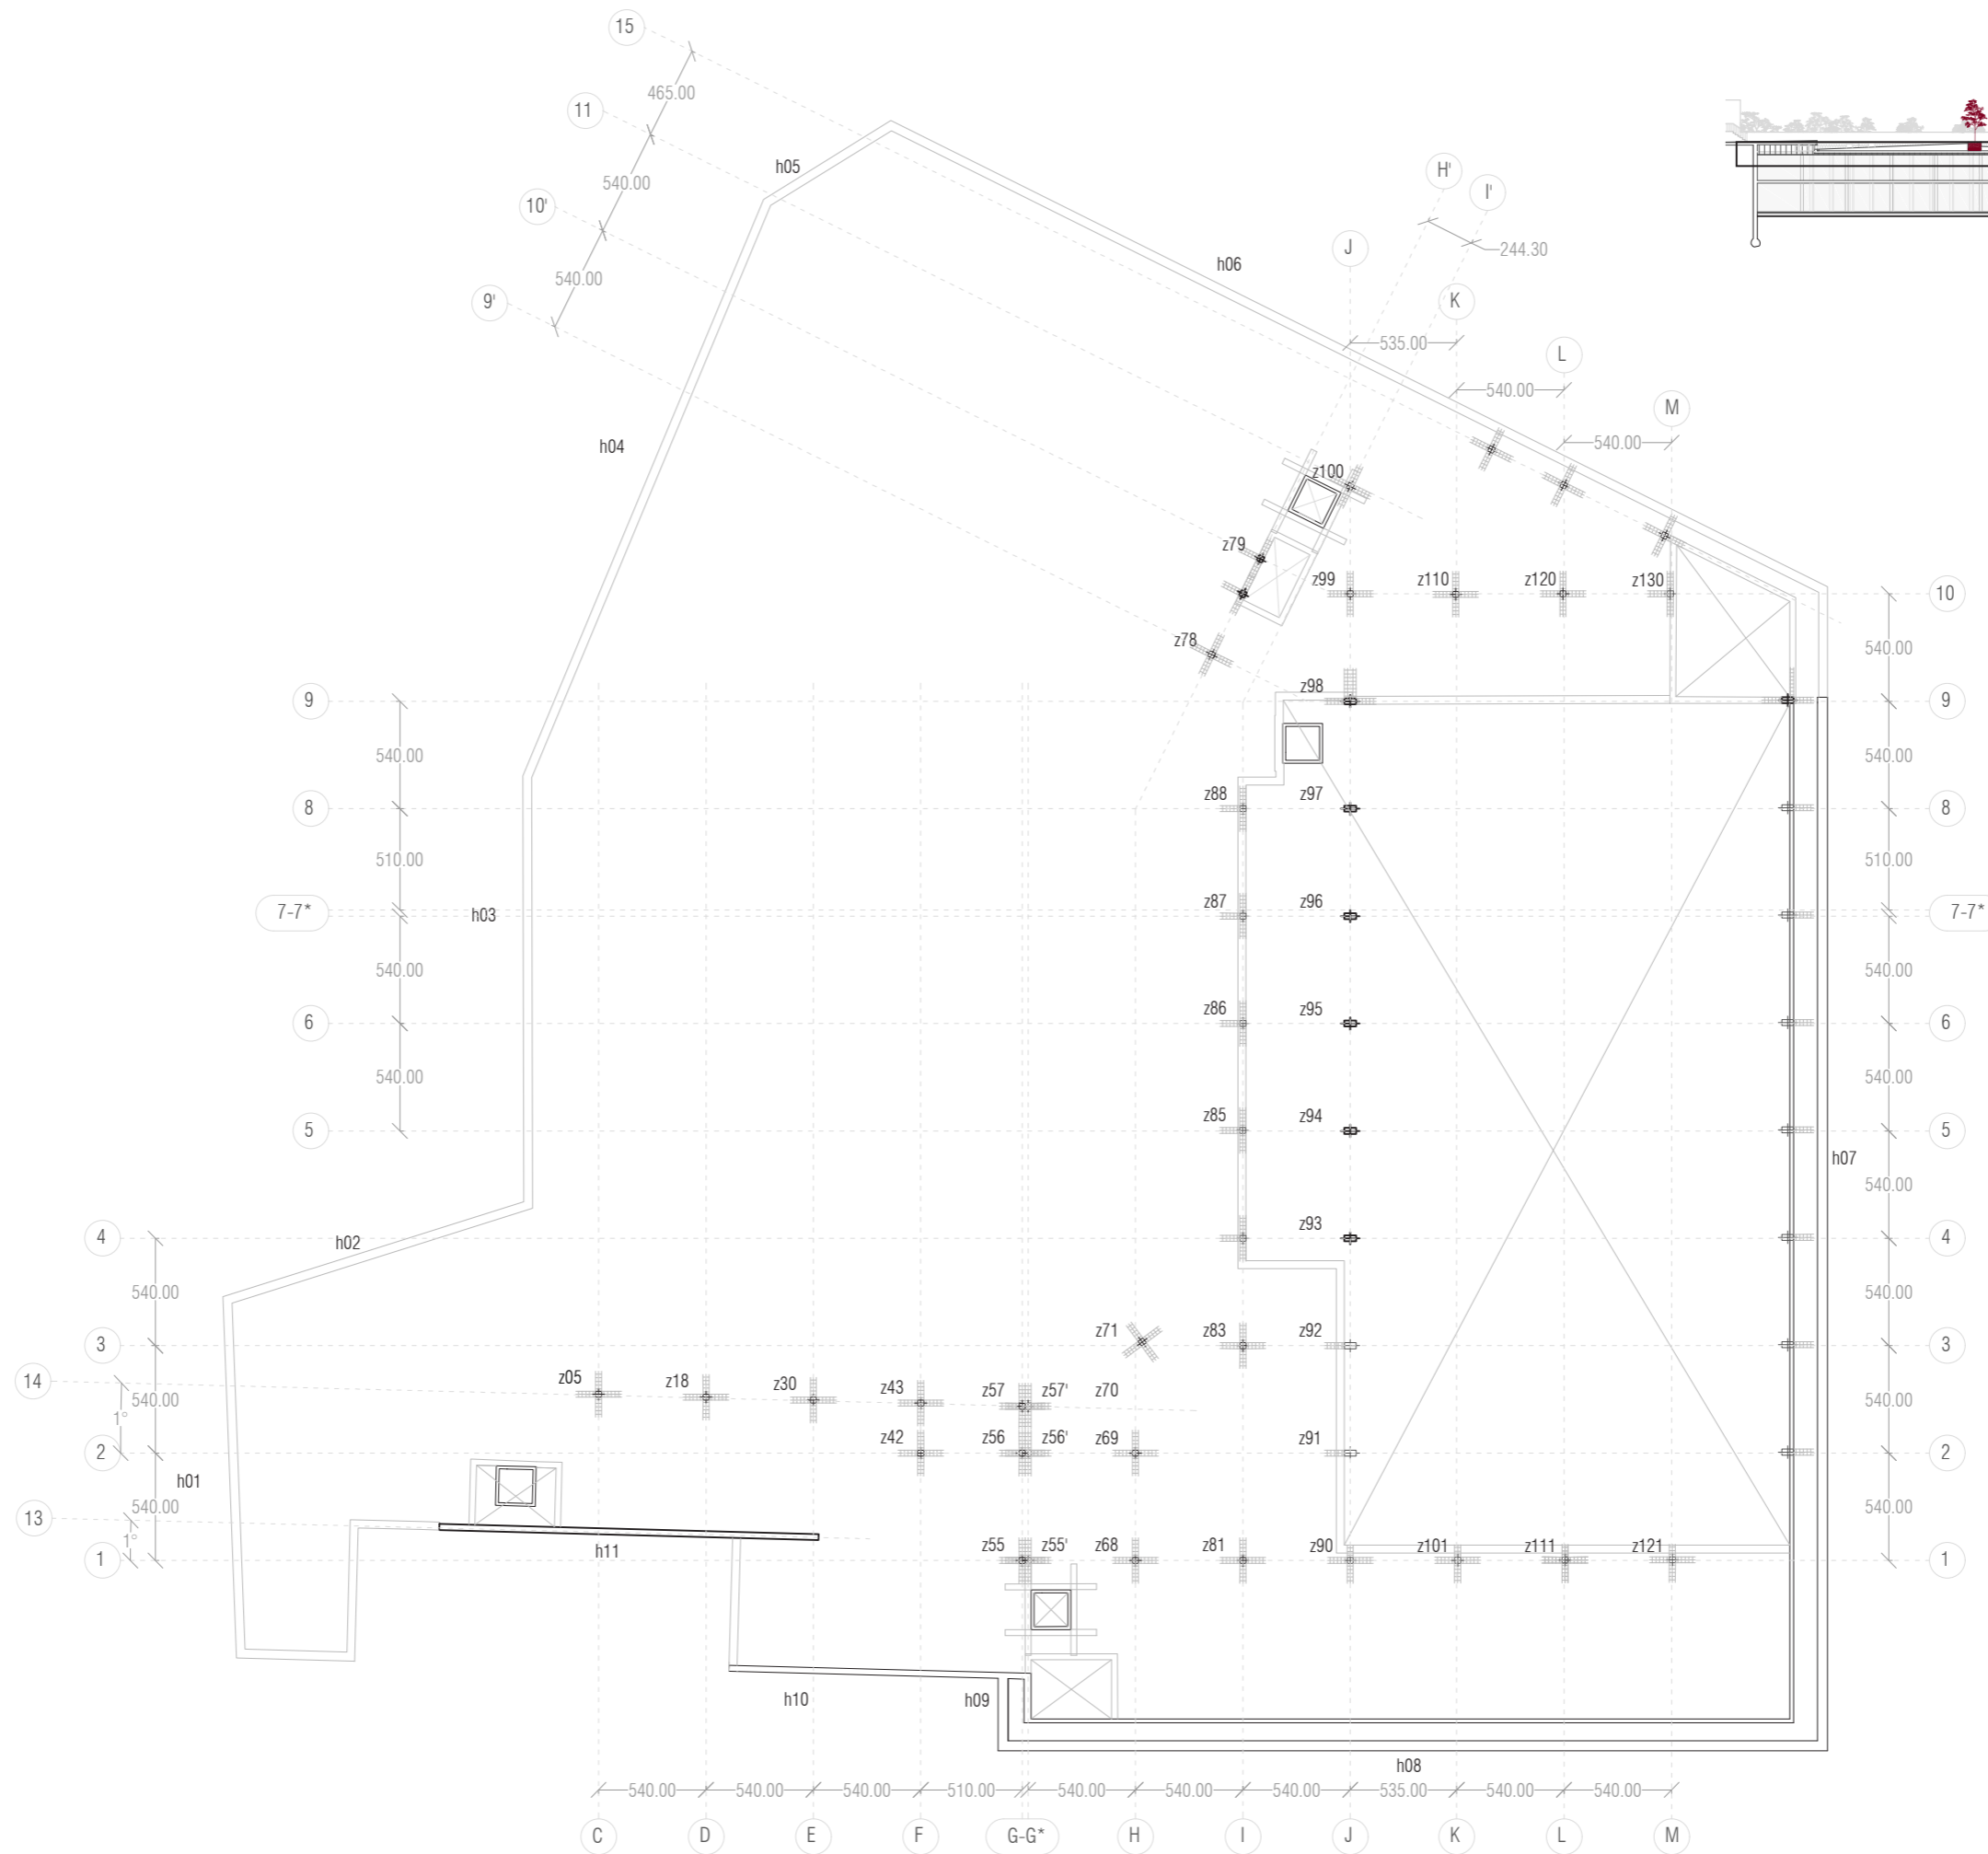 15
465.00
11
h05
540.00
H'
I'
10'
J
244.30
h06
540.00
9'
K
535.00
L
540.00
M
h04
540.00
z100
z79
z99 z110 z120 z130
10
z78
540.00
9
z98
9
540.00
540.00
8
z88 z97
8
510.00
510.00
7-7*
h03
z87 z96
7-7*
540.00
540.00
6
z86 z95
6
540.00
540.00
5
z85 z94
5
h07
540.00
4
h02
z93
4
540.00
540.00
3
z71 z83 z92
3
14
z05 z18 z30 z43 z57 z57' z70
540.00
540.00
1°
2
z42 z56 z56' z69 z91
2
h01
540.00
540.00
13
1°
h11
z55 z55' z68 z81 z90 z101 z111 z121
1
1
h10 h09
h08
540.00 540.00 540.00 510.00 540.00 540.00 540.00 535.00 540.00 540.00
C D E F G-G* H I J K L M